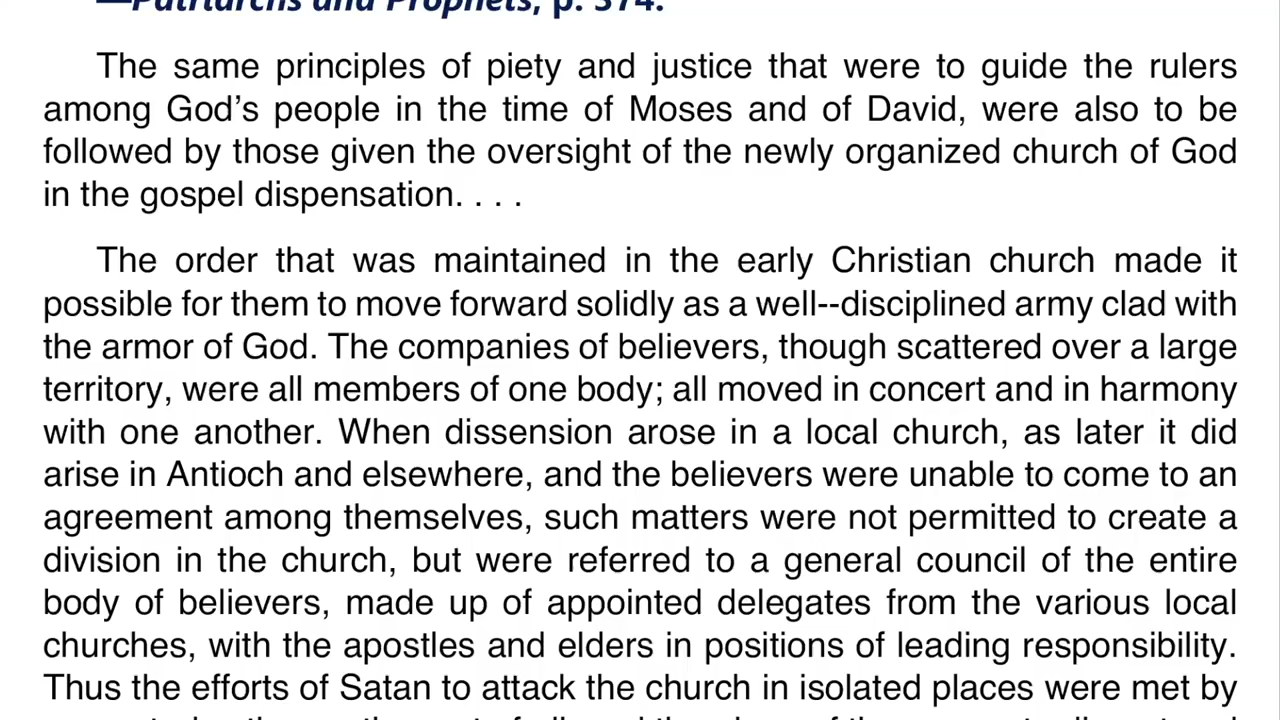 —Patriarchs and Prophets, p. 374.
The same principles of piety and justice that were to guide the rulers
among God’s people in the time of Moses and of David, were also to be
followed by those given the oversight of the newly organized church of God
in the gospel dispensation. . . .
The order that was maintained in the early Christian church made it
possible for them to move forward solidly as a well--disciplined army clad with
the armor of God. The companies of believers, though scattered over a large
territory, were all members of one body; all moved in concert and in harmony
with one another. When dissension arose in a local church, as later it did
arise in Antioch and elsewhere, and the believers were unable to come to an
agreement among themselves, such matters were not permitted to create a
division in the church, but were referred to a general council of the entire
body of believers, made up of appointed delegates from the various local
churches, with the apostles and elders in positions of leading responsibility.
Thus the efforts of Satan to attack the church in isolated places were met by